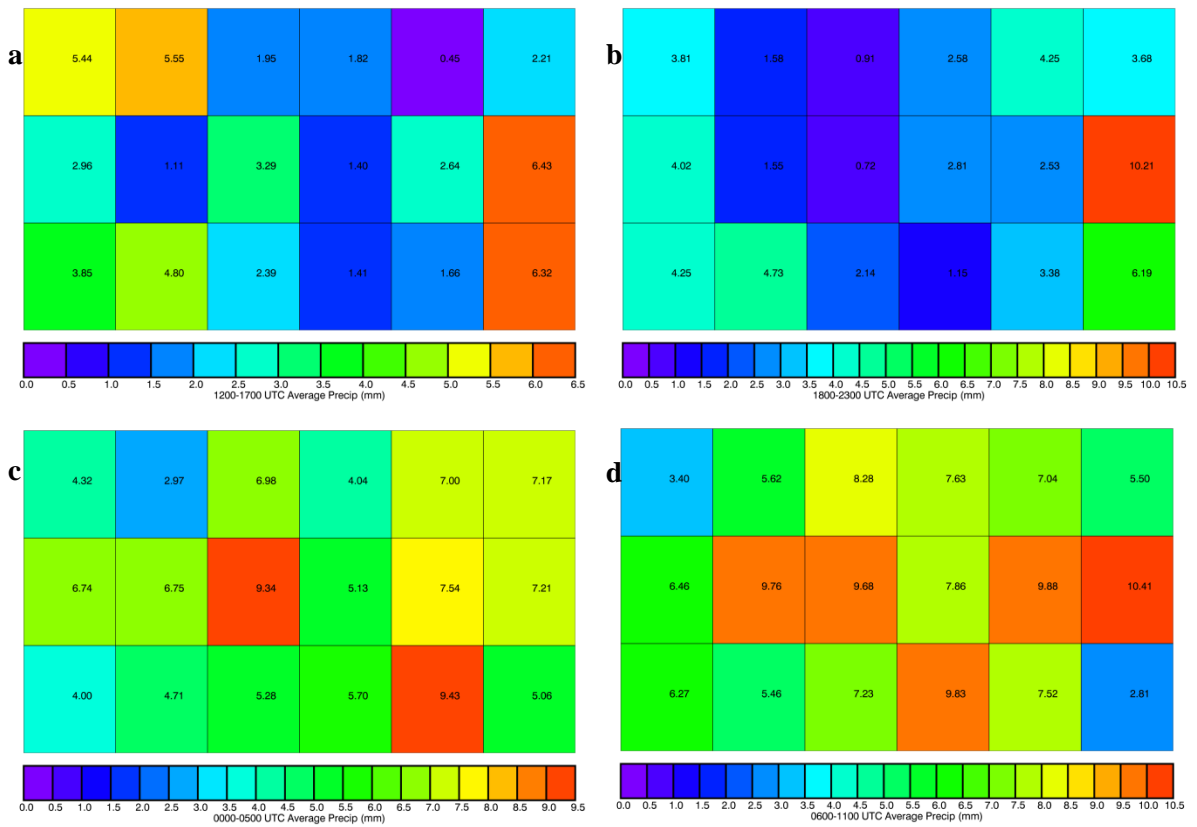 a
5.44 5.55 1.95 1.82 0.45 2.21
2.96 1.11 3.29 1.40 2.64 6.43
3.85 4.80 2.39 1.41 1.66 6.32
0.0 0.5 1.0 1.5 2.0 2.5 3.0 3.5 4.0 4.5 5.0 5.5 6.0 6.5
1200-1700 UTC Average Precip (mm)
b
3.81 1.58 0.91 2.58 4.25 3.68
4.02 1.55 0.72 2.81 2.53 10.21
4.25 4.73 2.14 1.15 3.38 6.19
0.0 0.5 1.0 1.5 2.0 2.5 3.0 3.5 4.0 4.5 5.0 5.5 6.0 6.5 7.0 7.5 8.0 8.5 9.0 9.5 10.0 10.5
1800-2300 UTC Average Precip (mm)
c
4.32 2.97 6.98 4.04 7.00 7.17
6.74 6.75 9.34 5.13 7.54 7.21
4.00 4.71 5.28 5.70 9.43 5.06
0.0 0.5 1.0 1.5 2.0 2.5 3.0 3.5 4.0 4.5 5.0 5.5 6.0 6.5 7.0 7.5 8.0 8.5 9.0 9.5
0000-0500 UTC Average Precip (mm)
d
3.40 5.62 8.28 7.63 7.04 5.50
6.46 9.76 9.68 7.86 9.88 10.41
6.27 5.46 7.23 9.83 7.52 2.81
0.0 0.5 1.0 1.5 2.0 2.5 3.0 3.5 4.0 4.5 5.0 5.5 6.0 6.5 7.0 7.5 8.0 8.5 9.0 9.5 10.0 10.5
0600-1100 UTC Average Precip (mm)